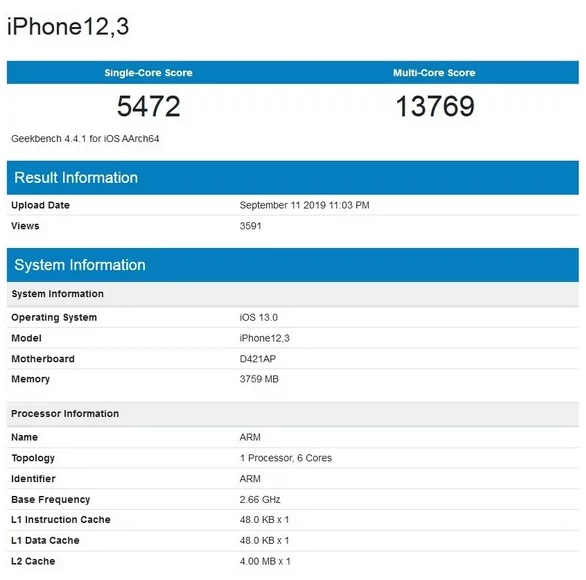 iPhone12,3
Single-Core Score Multi-Core Score
5472 13769
Geekbench 4.4.1 for iOS AArch64
Result Information
Upload Date September 11 2019 11:03 PM
Views 3591
System Information
System Information
Operating System iOS 13.0
Model iPhone12,3
Motherboard D421AP
Memory 3759 MB
Processor Information
Name ARM
Topology 1 Processor, 6 Cores
Identifier ARM
Base Frequency 2.66 GHz
L1 Instruction Cache 48.0 KB x 1
L1 Data Cache 48.0 KB x 1
L2 Cache 4.00 MB x 1